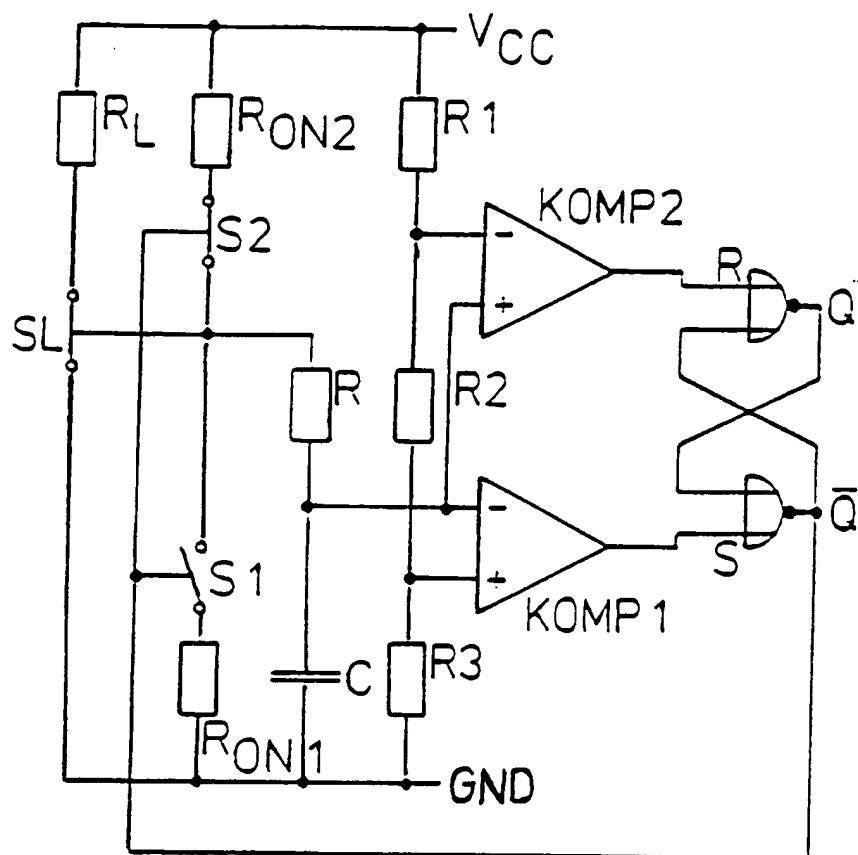 VCC
RL
RON2
R1
KOMP2
S2
-
+
R
Q
SL
R
R2
-
Q̅
S1
+
S
KOMP1
RON1
C
R3
GND